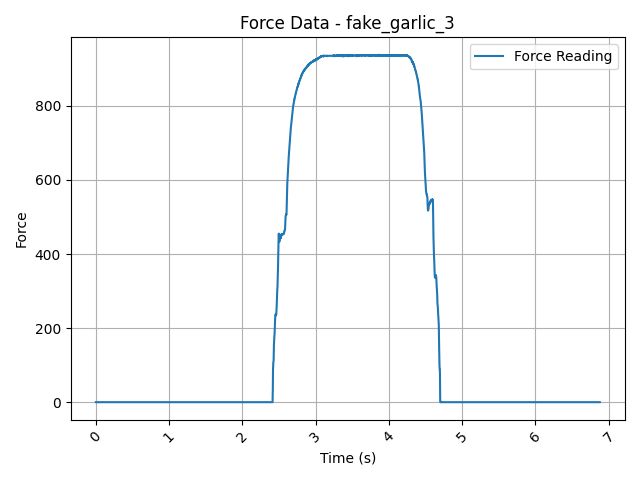 Force Data - fake_garlic_3
Force Reading
800
600
400
200
0
Force
0 1 2 3 4 5 6 7
Time (s)